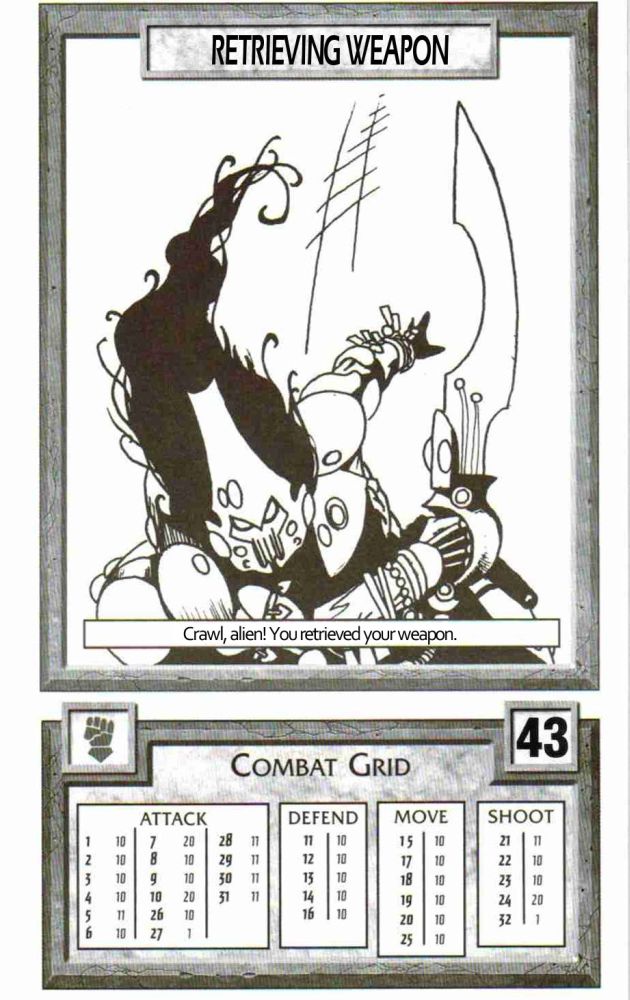 RETRIEVING WEAPON
Crawl, alien! You retrieved your weapon.
43
COMBAT GRID
ATTACK
1 10 7 20 28 11
2 10 8 10 29 11
3 10 9 10 30 11
4 10 10 20 31 11
5 11 26 10
6 10 27 1
DEFEND
11 10
12 10
13 10
14 10
16 10
MOVE
15 10
17 10
18 10
19 10
20 10
25 10
SHOOT
21 11
22 10
23 10
24 20
32 1